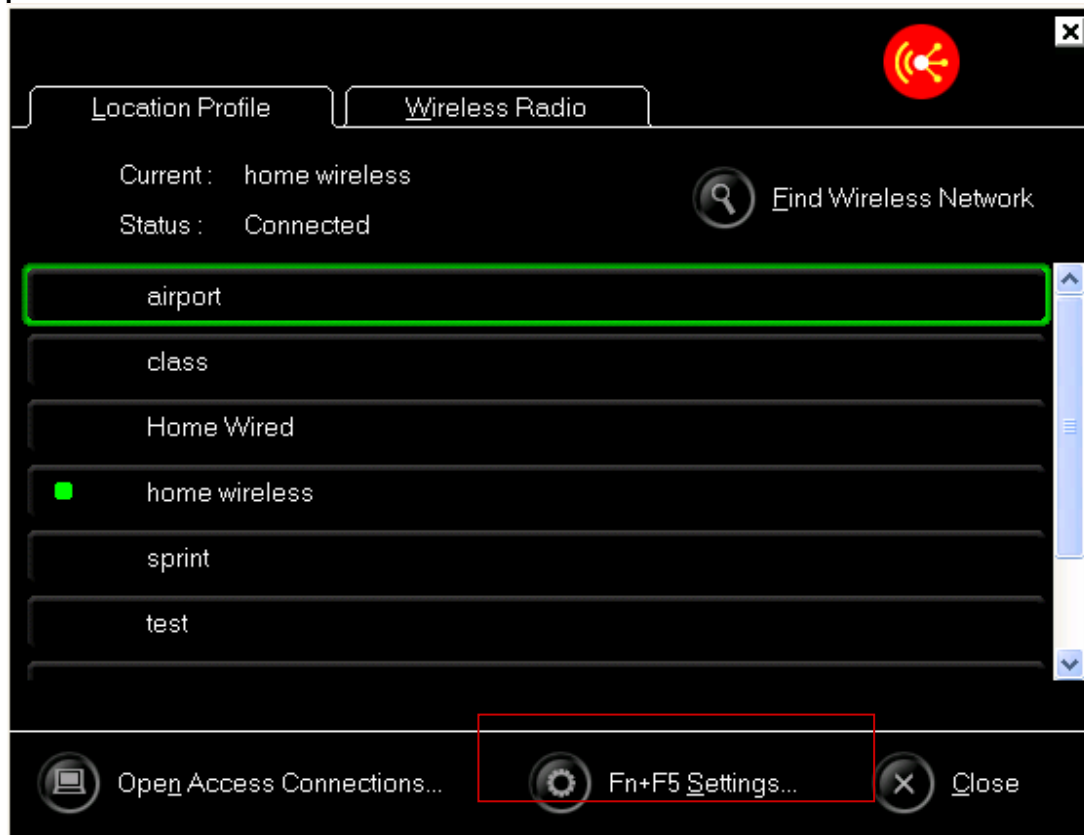 Location Profile
Wireless Radio
Current : home wireless
Status : Connected
Find Wireless Network
airport
class
Home Wired
home wireless
sprint
test
Open Access Connections...
Fn+F5 Settings...
Close